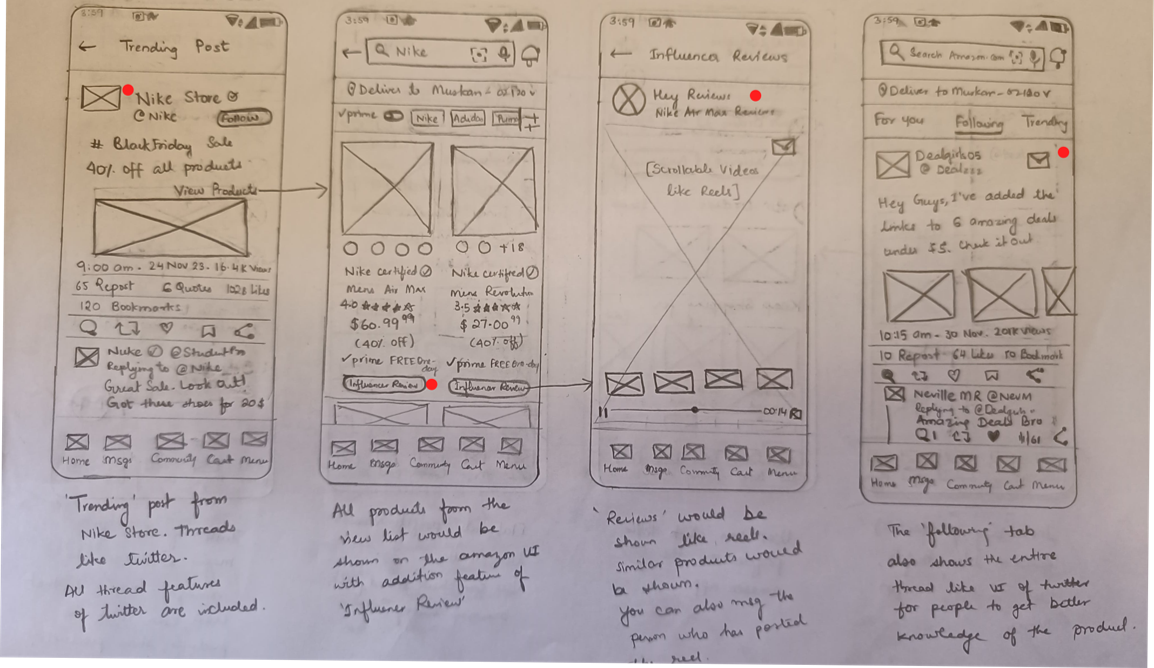 3:59
← Trending Post
Nike Store
@Nike
Follow
# BlackFriday Sale
40% off all products
View Products
9:00 am - 24 Nov 23 - 16.4K Views
65 Repost 6 Quotes 102k Likes
120 Bookmarks
Nuke @StudntPro
Replying to @Nike
Great Sale. Look out!
Got these shoes for 20$
Home Msgs Community Cart Menu
'Trending' post from
Nike Store. Threads
like twitter.
All thread features
of twitter are included.
3:59
← Nike
Deliver to Muskan - 02120
✓prime Nike Adidas Puma
+18
Nike certified Nike certified
Mens Air Max Mens Revolution
4.0 ★★★★★ 3.5 ★★★★★
$60.99 99 $27.00 99
(40% off) (40% off)
✓prime FREE One-day ✓prime FREE One-day
Influencer Review Influencer Review
Home Msgs Community Cart Menu
All products from the
view list would be
shown on the amazon UI
with addition feature of
'Influencer Review'
3:59
← Influencer Reviews
Hey Reviews
Nike Air Max Reviews
[Scrollable Videos
like Reels]
00:14
Home Msgs Community Cart Menu
'Reviews' would be
shown like reels.
similar products would
be shown.
You can also msg the
person who has posted
the reel.
3:59
Search Amazon.com
Deliver to Muskan - 02120
For you Following Trending
Dealgirls05
@Dealsss
Hey Guys, I've added the
links to 6 amazing deals
under $5. Check it out
10:15 am - 30 Nov. 201K Views
10 Repost 64 Likes 10 Bookmark
Neville MR @NevM
Replying to @Dealgirls
Amazing Deals Bro
Home Msgs Community Cart Menu
The 'following' tab
also shows the entire
thread like UI of twitter
for people to get better
knowledge of the product.